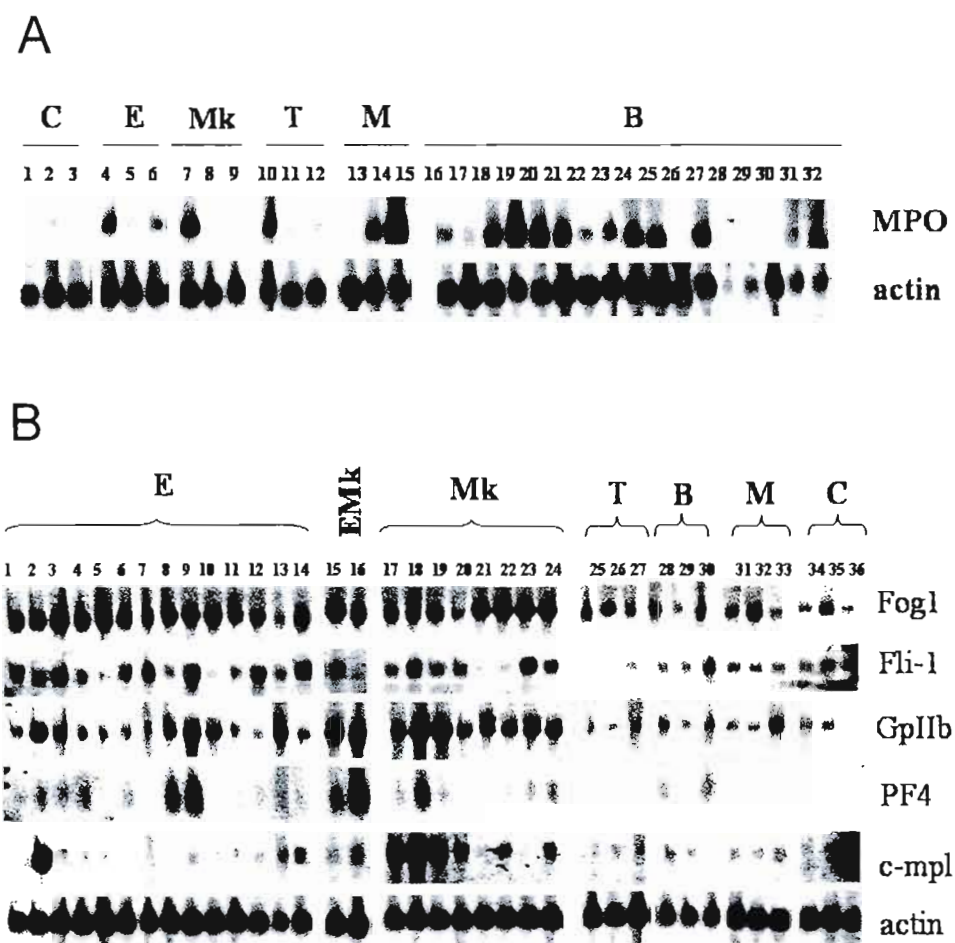 A
C E Mk T M B
1 2 3 4 5 6 7 8 9 10 11 12 13 14 15 16 17 18 19 20 21 22 23 24 25 26 27 28 29 30 31 32
MPO
actin
B
E EMk Mk T B M C
1 2 3 4 5 6 7 8 9 10 11 12 13 14 15 16 17 18 19 20 21 22 23 24 25 26 27 28 29 30 31 32 33 34 35 36
Fog1
Fli-1
GpIIb
PF4
c-mpl
actin